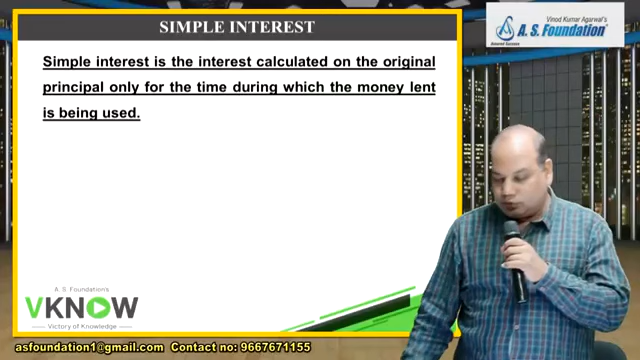 SIMPLE INTEREST
Vinod Kumar Agarwal's
A. S. Foundation
Assured Success
Simple interest is the interest calculated on the original
principal only for the time during which the money lent
is being used.
A. S. Foundation's
VKNOW
Victory of Knowledge
asfoundation1@gmail.com Contact no: 9667671155